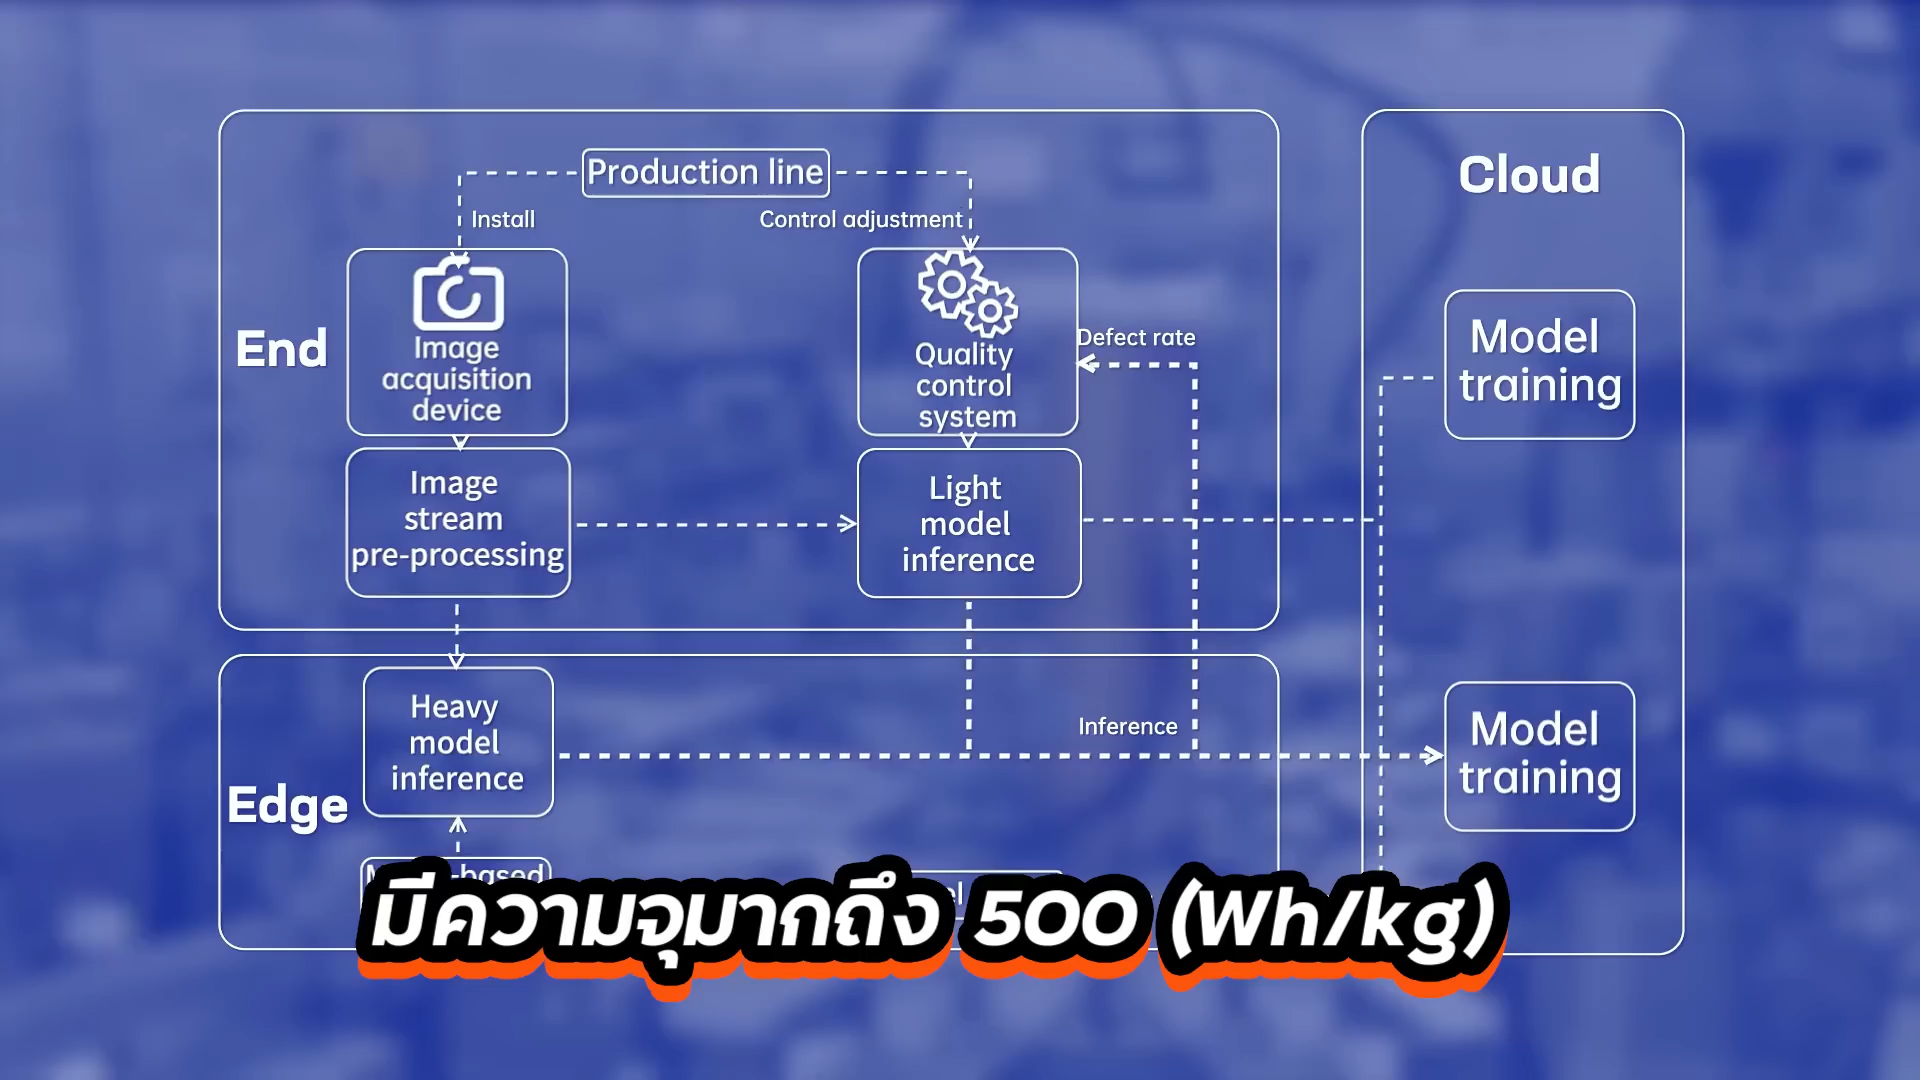 Production line
Install
Control adjustment
Cloud
End
Image
acquisition
device
Quality
control
system
Defect rate
Model
training
Image
stream
pre-processing
Light
model
inference
Heavy
model
inference
Inference
Model
training
Edge
-based
มีความจุมากถึง 500 (Wh/kg)